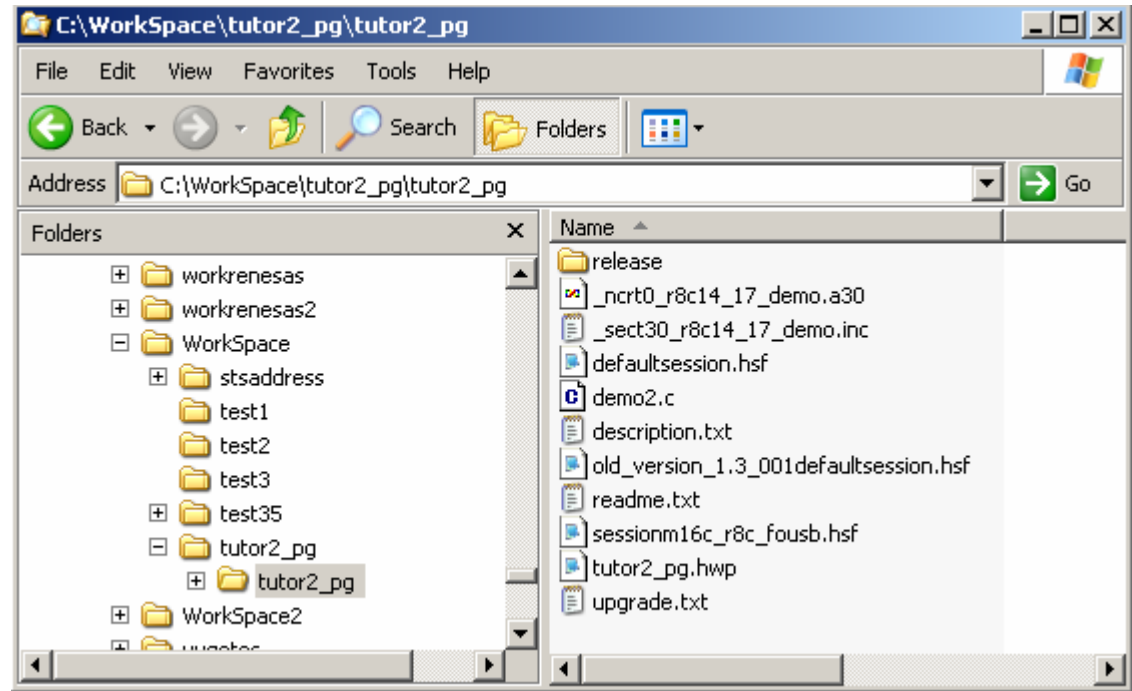 C:\WorkSpace\tutor2_pg\tutor2_pg
File Edit View Favorites Tools Help
Back Search Folders
Address C:\WorkSpace\tutor2_pg\tutor2_pg Go
Folders
workrenesas
workrenesas2
WorkSpace
stsaddress
test1
test2
test3
test35
tutor2_pg
tutor2_pg
WorkSpace2
Name
release
_ncrt0_r8c14_17_demo.a30
_sect30_r8c14_17_demo.inc
defaultsession.hsf
demo2.c
description.txt
old_version_1.3_001defaultsession.hsf
readme.txt
sessionm16c_r8c_fousb.hsf
tutor2_pg.hwp
upgrade.txt